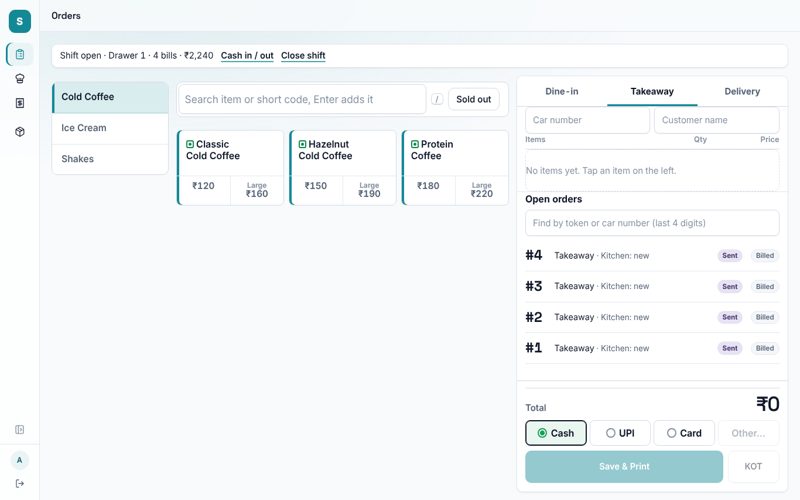 S
Orders
Shift open · Drawer 1 · 4 bills · ₹2,240 Cash in / out Close shift
Cold Coffee
Ice Cream
Shakes
Search item or short code, Enter adds it
/
Sold out
Classic
Cold Coffee
₹120
Large
₹160
Hazelnut
Cold Coffee
₹150
Large
₹190
Protein
Coffee
₹180
Large
₹220
Dine-in Takeaway Delivery
Car number
Customer name
Items Qty Price
No items yet. Tap an item on the left.
Open orders
Find by token or car number (last 4 digits)
#4 Takeaway · Kitchen: new Sent Billed
#3 Takeaway · Kitchen: new Sent Billed
#2 Takeaway · Kitchen: new Sent Billed
#1 Takeaway · Kitchen: new Sent Billed
Total ₹0
Cash UPI Card Other...
Save & Print KOT
A